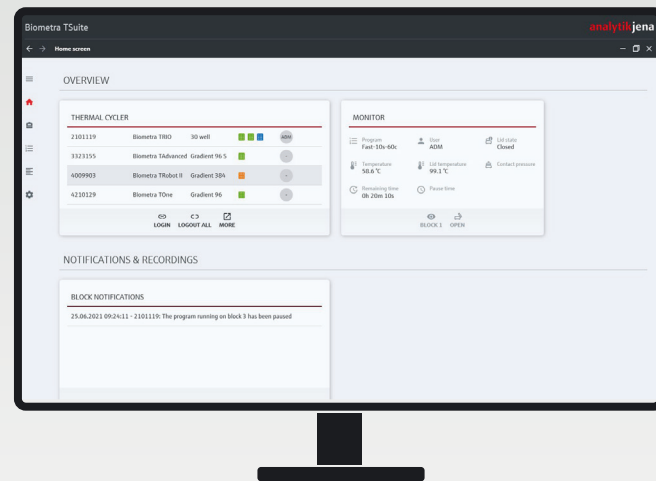 Biometra TSuite
analytikjena
Home screen
OVERVIEW
THERMAL CYCLER
2101119 Biometra TRIO 30 well ADM
3323155 Biometra TAdvanced Gradient 96 S
4009903 Biometra TRobot II Gradient 384
4210129 Biometra TOne Gradient 96
LOGIN LOGOUT ALL MORE
MONITOR
Program User Lid state
Fast-10s-60s ADM Closed
Temperature Lid temperature Contact pressure
58.6 °C 99.1 °C
Remaining time Pause time
0h 20m 10s
BLOCK 1 OPEN
NOTIFICATIONS & RECORDINGS
BLOCK NOTIFICATIONS
25.06.2021 09:24:11 - 2101119: The program running on block 3 has been paused